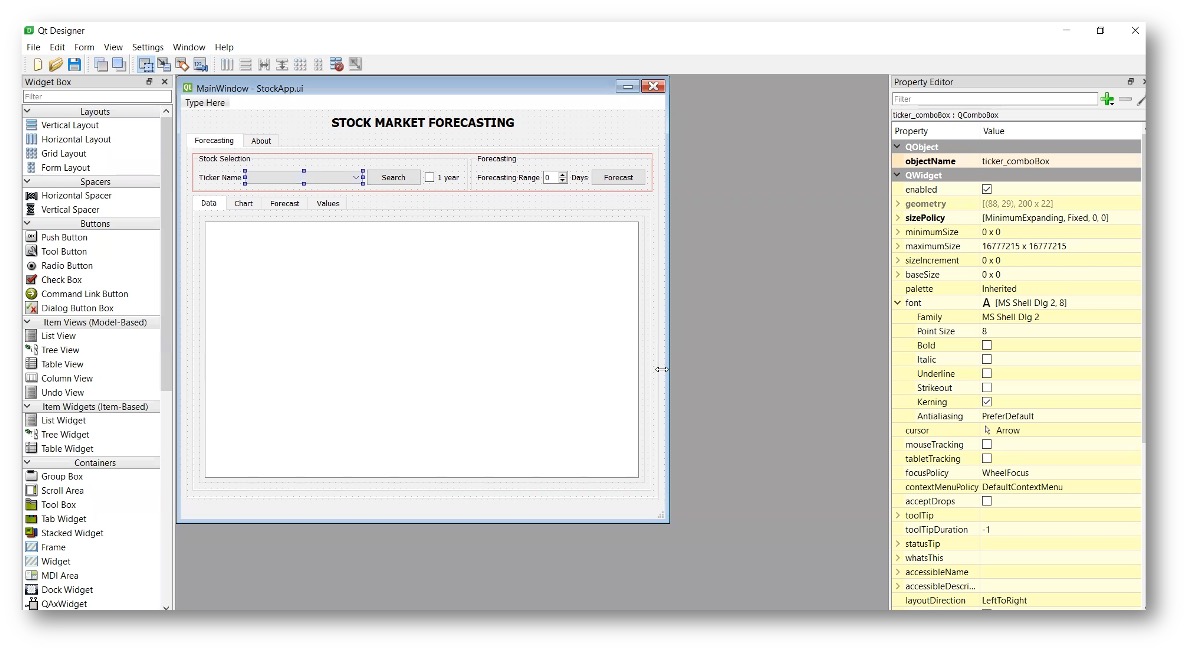 Qt Designer
File Edit Form View Settings Window Help
Widget Box
Filter
Layouts
Vertical Layout
Horizontal Layout
Grid Layout
Form Layout
Spacers
Horizontal Spacer
Vertical Spacer
Buttons
Push Button
Tool Button
Radio Button
Check Box
Command Link Button
Dialog Button Box
Item Views (Model-Based)
List View
Tree View
Table View
Column View
Undo View
Item Widgets (Item-Based)
List Widget
Tree Widget
Table Widget
Containers
Group Box
Scroll Area
Tool Box
Tab Widget
Stacked Widget
Frame
Widget
MDI Area
Dock Widget
QAxWidget
MainWindow - StockApp.ui
Type Here
STOCK MARKET FORECASTING
Forecasting About
Stock Selection Forecasting
Ticker Name Search 1 year Forecasting Range 0 Days Forecast
Data Chart Forecast Values
Property Editor
Filter
ticker_comboBox : QComboBox
Property Value
QObject
objectName ticker_comboBox
QWidget
enabled
geometry [(88, 29), 200 x 22]
sizePolicy [MinimumExpanding, Fixed, 0, 0]
minimumSize 0 x 0
maximumSize 16777215 x 16777215
sizeIncrement 0 x 0
baseSize 0 x 0
palette Inherited
font A [MS Shell Dlg 2, 8]
Family MS Shell Dlg 2
Point Size 8
Bold
Italic
Underline
Strikeout
Kerning
Antialiasing PreferDefault
cursor Arrow
mouseTracking
tabletTracking
focusPolicy WheelFocus
contextMenuPolicy DefaultContextMenu
acceptDrops
toolTip
toolTipDuration -1
statusTip
whatsThis
accessibleName
accessibleDescri...
layoutDirection LeftToRight